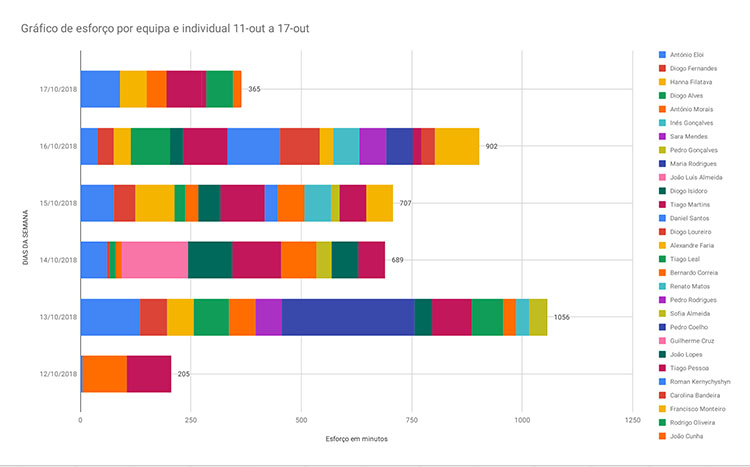 Gráfico de esforço por equipa e individual 11-out a 17-out
DIAS DA SEMANA
17/10/2018
365
16/10/2018
902
15/10/2018
707
14/10/2018
689
13/10/2018
1056
12/10/2018
205
0
250
500
750
1000
1250
Esforço em minutos
António Eloi
Diogo Fernandes
Hanna Filatava
Diogo Alves
António Morais
Inês Gonçalves
Sara Mendes
Pedro Gonçalves
Maria Rodrigues
João Luís Almeida
Diogo Isidoro
Tiago Martins
Daniel Santos
Diogo Loureiro
Alexandre Faria
Tiago Leal
Bernardo Correia
Renato Matos
Pedro Rodrigues
Sofia Almeida
Pedro Coelho
Guilherme Cruz
João Lopes
Tiago Pessoa
Roman Kernychyshyn
Carolina Bandeira
Francisco Monteiro
Rodrigo Oliveira
João Cunha